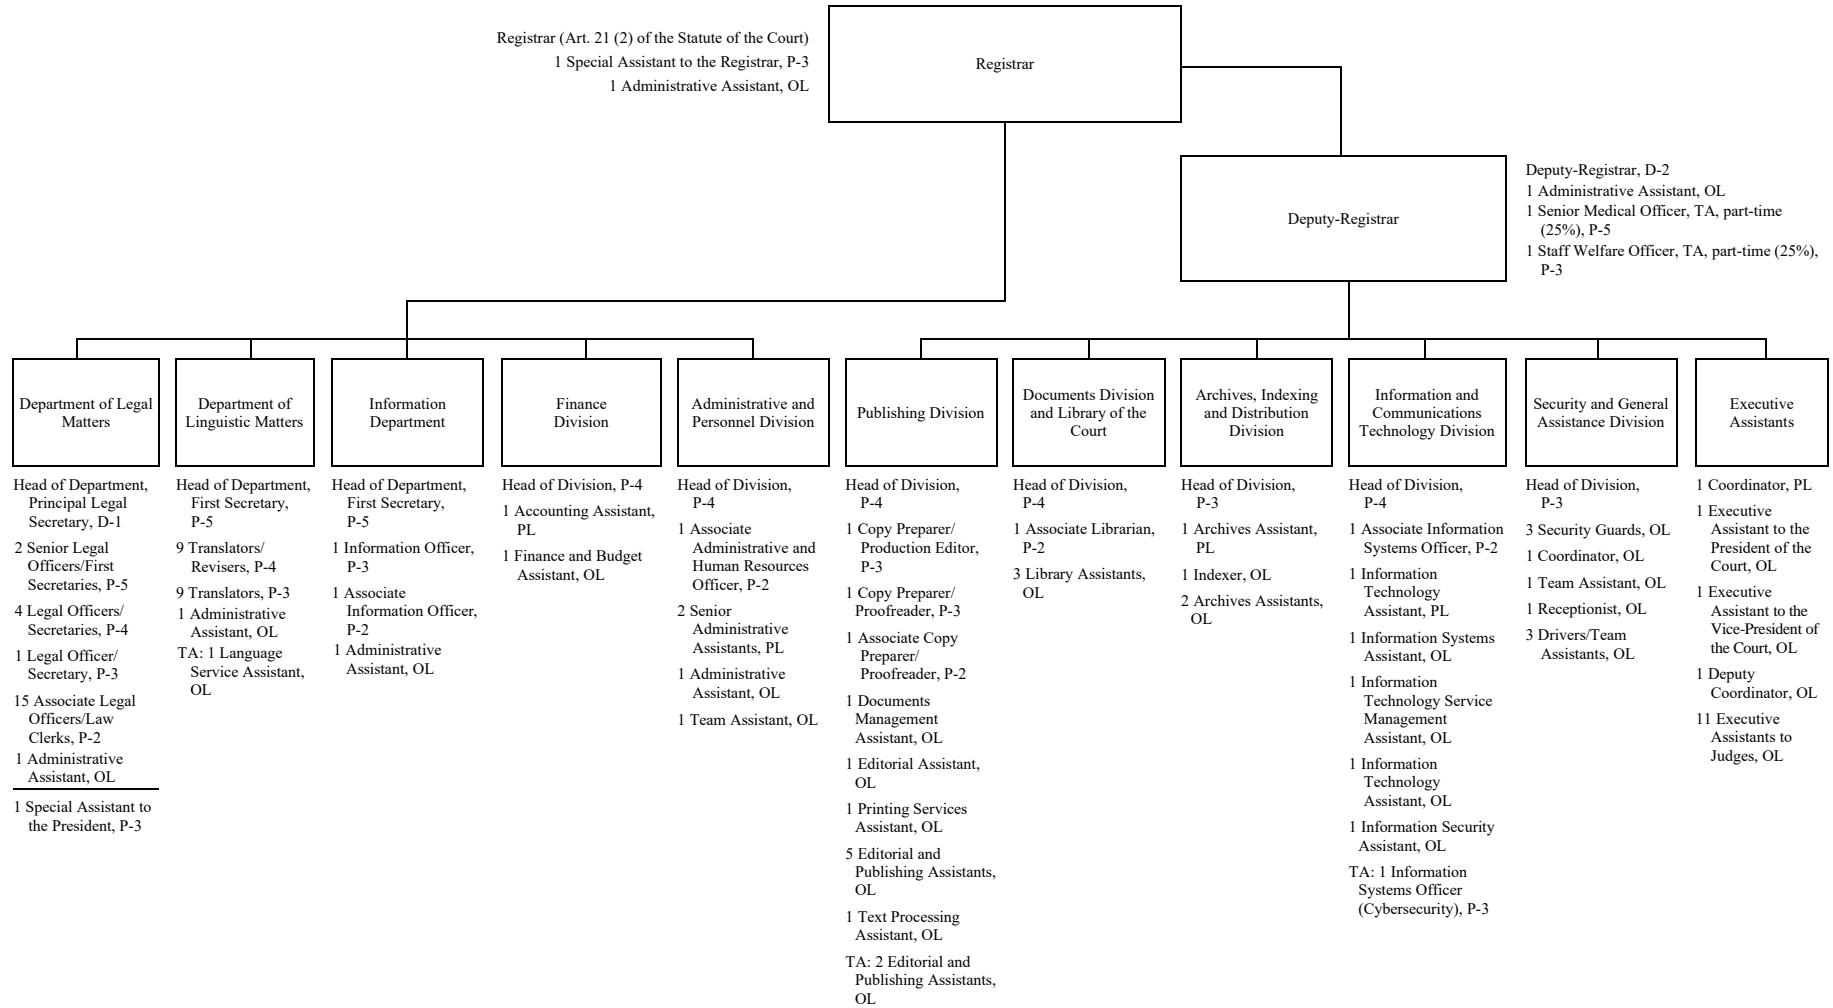 Registrar (Art. 21 (2) of the Statute of the Court)
1 Special Assistant to the Registrar, P-3
1 Administrative Assistant, OL
Registrar
Deputy-Registrar
Deputy-Registrar, D-2
1 Administrative Assistant, OL
1 Senior Medical Officer, TA, part-time
(25%), P-5
1 Staff Welfare Officer, TA, part-time (25%),
P-3
Department of Legal
Matters
Head of Department,
Principal Legal
Secretary, D-1
2 Senior Legal
Officers/First
Secretaries, P-5
4 Legal Officers/
Secretaries, P-4
1 Legal Officer/
Secretary, P-3
15 Associate Legal
Officers/Law
Clerks, P-2
1 Administrative
Assistant, OL
1 Special Assistant to
the President, P-3
Department of
Linguistic Matters
Head of Department,
First Secretary,
P-5
9 Translators/
Revisers, P-4
9 Translators, P-3
1 Administrative
Assistant, OL
TA: 1 Language
Service Assistant,
OL
Information
Department
Head of Department,
First Secretary,
P-5
1 Information Officer,
P-3
1 Associate
Information Officer,
P-2
1 Administrative
Assistant, OL
Finance
Division
Head of Division, P-4
1 Accounting Assistant,
PL
1 Finance and Budget
Assistant, OL
Administrative and
Personnel Division
Head of Division,
P-4
1 Associate
Administrative and
Human Resources
Officer, P-2
2 Senior
Administrative
Assistants, PL
1 Administrative
Assistant, OL
1 Team Assistant, OL
Publishing Division
Head of Division,
P-4
1 Copy Preparer/
Production Editor,
P-3
1 Copy Preparer/
Proofreader, P-3
1 Associate Copy
Preparer/
Proofreader, P-2
1 Documents
Management
Assistant, OL
1 Editorial Assistant,
OL
1 Printing Services
Assistant, OL
5 Editorial and
Publishing Assistants,
OL
1 Text Processing
Assistant, OL
TA: 2 Editorial and
Publishing Assistants,
OL
Documents Division
and Library of the
Court
Head of Division,
P-4
1 Associate Librarian,
P-2
3 Library Assistants,
OL
Archives, Indexing
and Distribution
Division
Head of Division,
P-3
1 Archives Assistant,
PL
1 Indexer, OL
2 Archives Assistants,
OL
Information and
Communications
Technology Division
Head of Division,
P-4
1 Associate Information
Systems Officer, P-2
1 Information
Technology
Assistant, PL
1 Information Systems
Assistant, OL
1 Information
Technology Service
Management
Assistant, OL
1 Information
Technology
Assistant, OL
1 Information Security
Assistant, OL
TA: 1 Information
Systems Officer
(Cybersecurity), P-3
Security and General
Assistance Division
Head of Division,
P-3
3 Security Guards, OL
1 Coordinator, OL
1 Team Assistant, OL
1 Receptionist, OL
3 Drivers/Team
Assistants, OL
Executive
Assistants
1 Coordinator, PL
1 Executive
Assistant to the
President of the
Court, OL
1 Executive
Assistant to the
Vice-President of
the Court, OL
1 Deputy
Coordinator, OL
11 Executive
Assistants to
Judges, OL